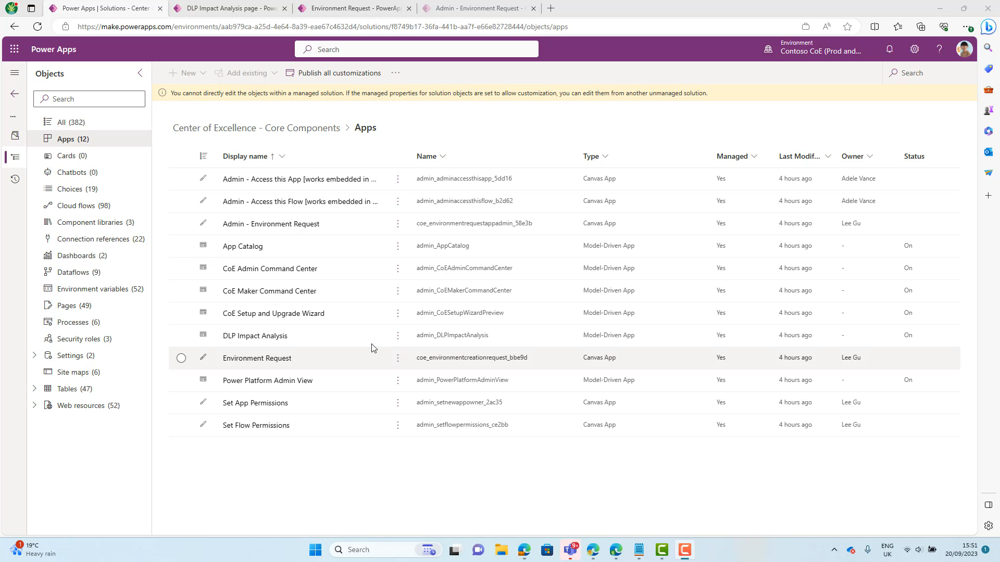 Power Apps | Solutions - Center
DLP Impact Analysis page - Powe
Environment Request - PowerAp
Admin - Environment Request -
https://make.powerapps.com/environments/aab979ca-a25d-4e64-8a39-eae67c4632d4/solutions/f8749b17-36fa-441b-aa7f-e66e82728444/objects/apps
Power Apps
Search
Environment
Contoso CoE (Prod and...
Objects
New
Add existing
Publish all customizations
Search
Search
You cannot directly edit the objects within a managed solution. If the managed properties for solution objects are set to allow customization, you can edit them from another unmanaged solution.
All (382)
Apps (12)
Cards (0)
Chatbots (0)
Choices (19)
Cloud flows (98)
Component libraries (3)
Connection references (22)
Dashboards (2)
Dataflows (9)
Environment variables (52)
Pages (49)
Processes (6)
Security roles (3)
Settings (2)
Site maps (6)
Tables (47)
Web resources (52)
Center of Excellence - Core Components > Apps
Display name ↑ Name Type Managed Last Modif... Owner Status
Admin - Access this App [works embedded in ... admin_adminaccessthisapp_5dd16 Canvas App Yes 4 hours ago Adele Vance
Admin - Access this Flow [works embedded in ... admin_adminaccessthisflow_b2d62 Canvas App Yes 4 hours ago Adele Vance
Admin - Environment Request coe_environmentrequestappadmin_58e3b Canvas App Yes 4 hours ago Lee Gu
App Catalog admin_AppCatalog Model-Driven App Yes 4 hours ago - On
CoE Admin Command Center admin_CoEAdminCommandCenter Model-Driven App Yes 4 hours ago - On
CoE Maker Command Center admin_CoEMakerCommandCenter Model-Driven App Yes 4 hours ago - On
CoE Setup and Upgrade Wizard admin_CoESetupWizardPreview Model-Driven App Yes 4 hours ago - On
DLP Impact Analysis admin_DLPImpactAnalysis Model-Driven App Yes 4 hours ago - On
Environment Request coe_environmentcreationrequest_bbe9d Canvas App Yes 4 hours ago Lee Gu
Power Platform Admin View admin_PowerPlatformAdminView Model-Driven App Yes 4 hours ago - On
Set App Permissions admin_setnewappowner_2ac35 Canvas App Yes 4 hours ago Lee Gu
Set Flow Permissions admin_setflowpermissions_ce2bb Canvas App Yes 4 hours ago Lee Gu
1
19°C
Heavy rain
Search
9+
ENG
UK
15:51
20/09/2023
1